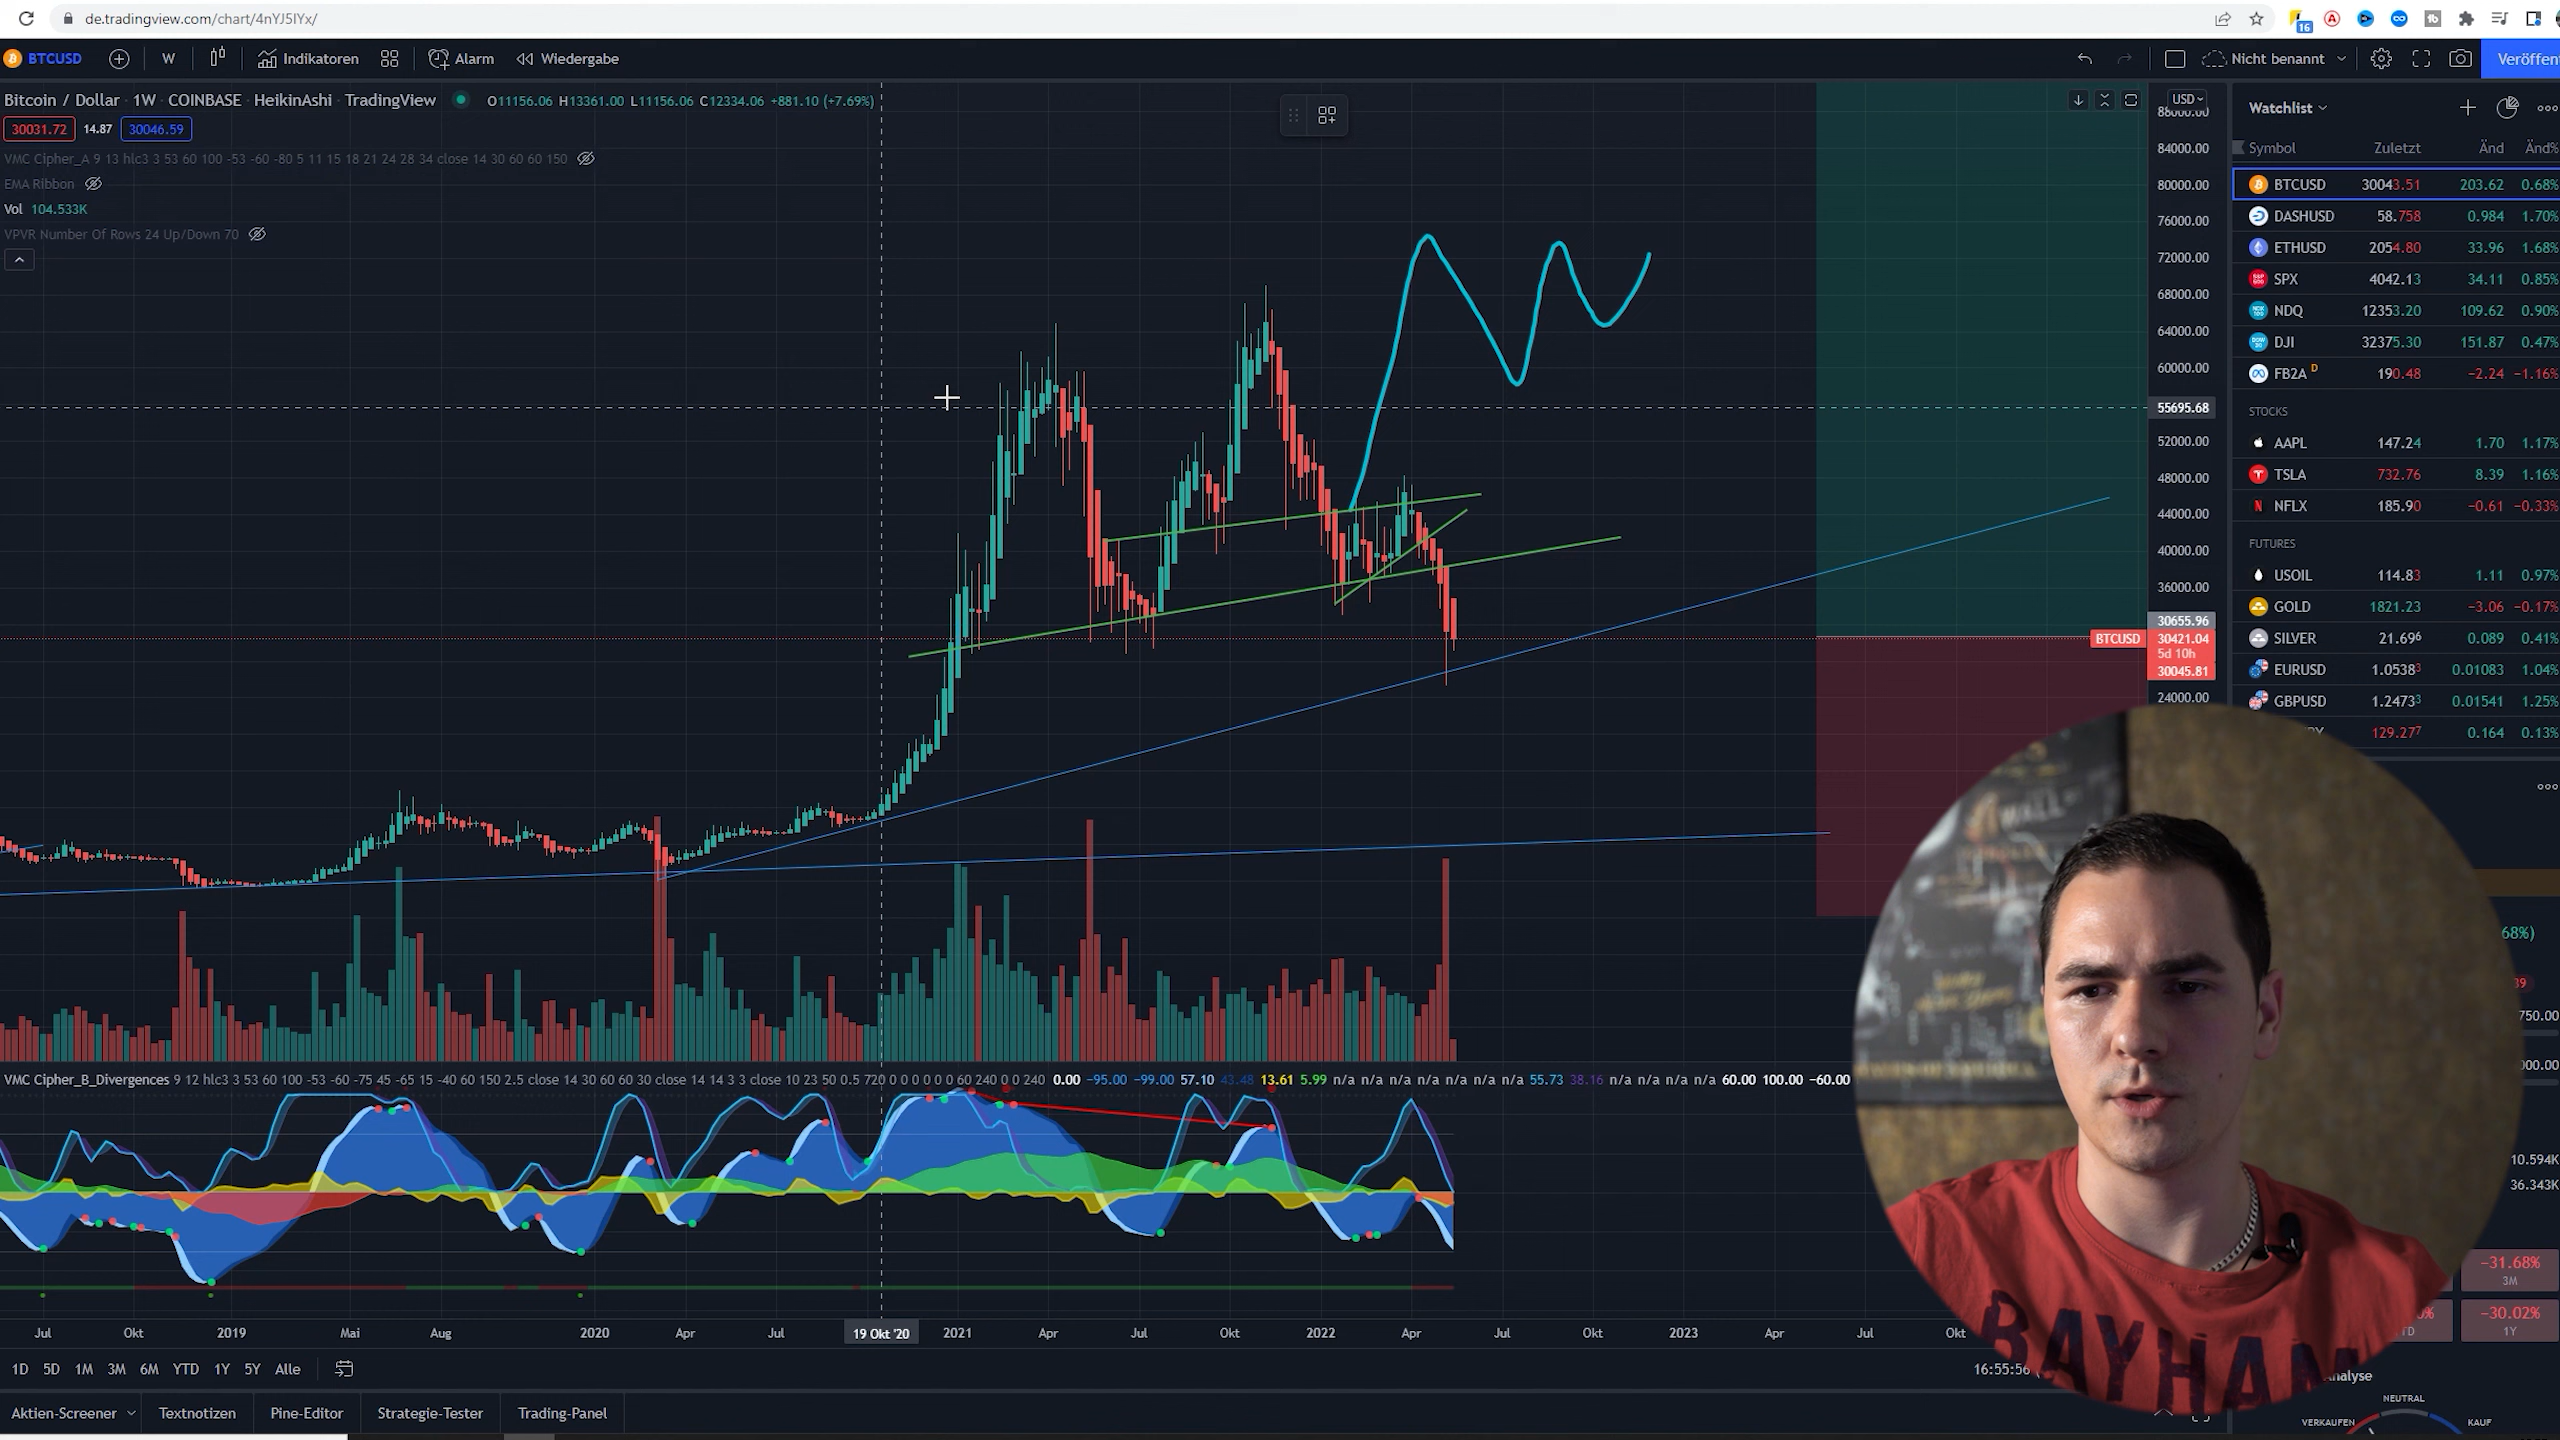 de.tradingview.com/chart/4nYJ5lYx/
16
BTCUSD W Indikatoren Alarm Wiedergabe Nicht benannt Veröffen
Bitcoin / Dollar 1W COINBASE HeikinAshi TradingView O11156.06 H13361.00 L11156.06 C12334.06 +881.10 (+7.69%)
30031.72 14.87 30046.59
VMC Cipher_A 9 13 hlc3 3 53 60 100 -53 -60 -80 5 11 15 18 21 24 28 34 close 14 30 60 60 150
EMA Ribbon
Vol 104.533K
VPVR Number Of Rows 24 Up/Down 70
USD
88000.00
84000.00
80000.00
76000.00
72000.00
68000.00
64000.00
60000.00
55695.68
52000.00
48000.00
44000.00
40000.00
36000.00
30655.96
BTCUSD 30421.04
5d 10h
30045.81
24000.00
Watchlist
Symbol Zuletzt Änd Änd%
BTCUSD 30043.51 203.62 0.68%
DASHUSD 58.758 0.984 1.70%
ETHUSD 2054.80 33.96 1.68%
SPX 4042.13 34.11 0.85%
NDQ 12353.20 109.62 0.90%
DJI 32375.30 151.87 0.47%
FB2A D 190.48 −2.24 −1.16%
STOCKS
AAPL 147.24 1.70 1.17%
TSLA 732.76 8.39 1.16%
NFLX 185.90 −0.61 −0.33%
FUTURES
USOIL 114.83 1.11 0.97%
GOLD 1821.23 −3.06 −0.17%
SILVER 21.696 0.089 0.41%
EURUSD 1.05383 0.01083 1.04%
GBPUSD 1.24733 0.01541 1.25%
129.277 0.164 0.13%
68%)
39
750.00
00.00
10.594K
36.343K
−31.68%
3M
−30.02%
1Y
VMC Cipher_B_Divergences 9 12 hlc3 3 53 60 100 -53 -60 -75 45 -65 15 -40 60 150 2.5 close 14 30 60 60 30 close 14 14 3 3 close 10 23 50 0.5 720 0 0 0 0 0 0 60 240 0 0 240 0.00 −95.00 −99.00 57.10 43.48 13.61 5.99 n/a n/a n/a n/a n/a n/a n/a n/a 55.73 38.16 n/a n/a n/a n/a 60.00 100.00 −60.00
Jul Okt 2019 Mai Aug 2020 Apr Jul 19 Okt '20 2021 Apr Jul Okt 2022 Apr Jul Okt 2023 Apr Jul Okt
1D 5D 1M 3M 6M YTD 1Y 5Y Alle 16:55:56
Aktien-Screener Textnotizen Pine-Editor Strategie-Tester Trading-Panel
BAYHAM
NEUTRAL
VERKAUFEN KAUF